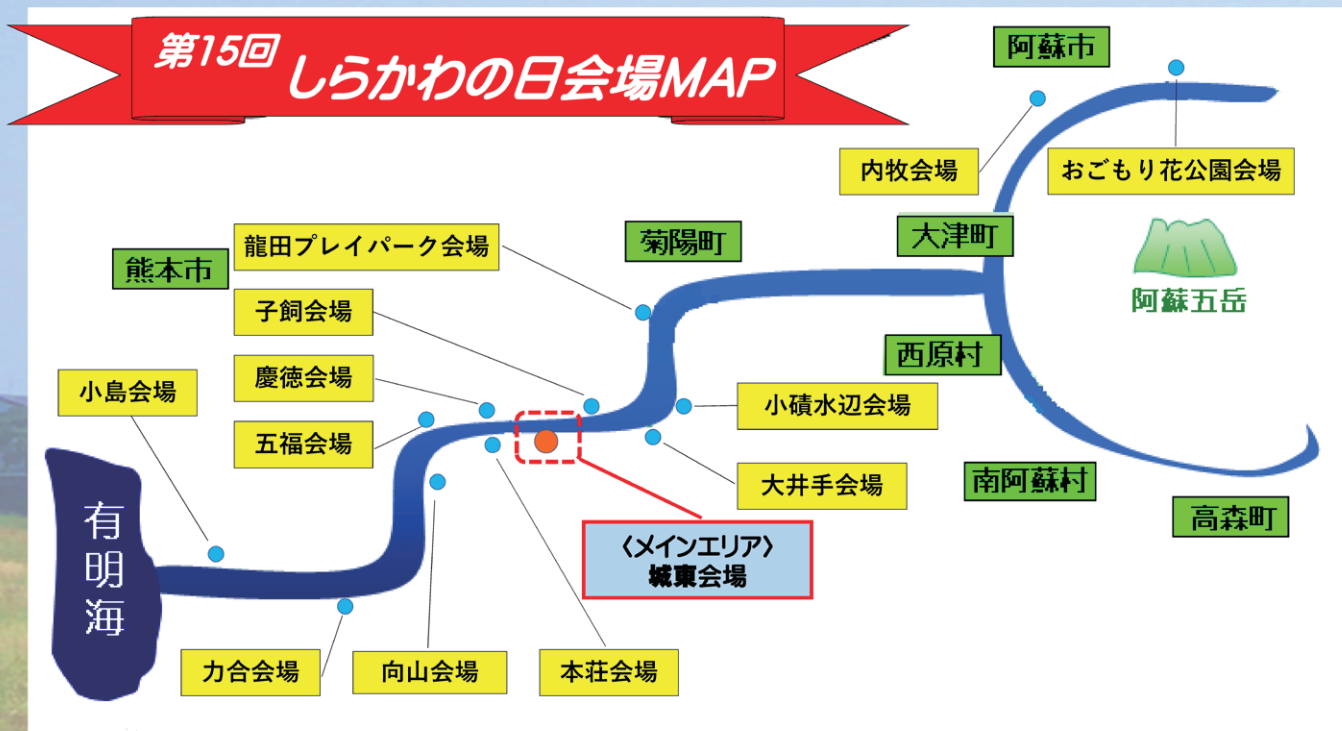 第15回
しらかわの日会場MAP
阿蘇市
内牧会場
おごもり花公園会場
龍田プレイパーク会場
菊陽町
大津町
熊本市
阿蘇五岳
子飼会場
西原村
慶徳会場
小島会場
小磧水辺会場
五福会場
大井手会場
南阿蘇村
高森町
有明海
〈メインエリア〉
城東会場
力合会場
向山会場
本荘会場